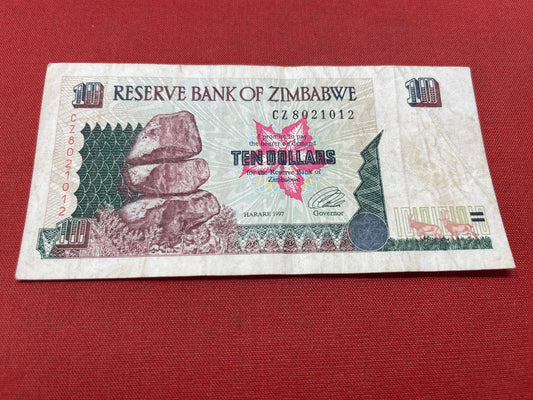 10
RESERVE BANK OF ZIMBABWE
10
CZ8021012
CZ8021012
I promise to pay
the bearer on demand
TEN DOLLARS
for the Reserve Bank of
Zimbabwe
HARARE 1997
Governor
10